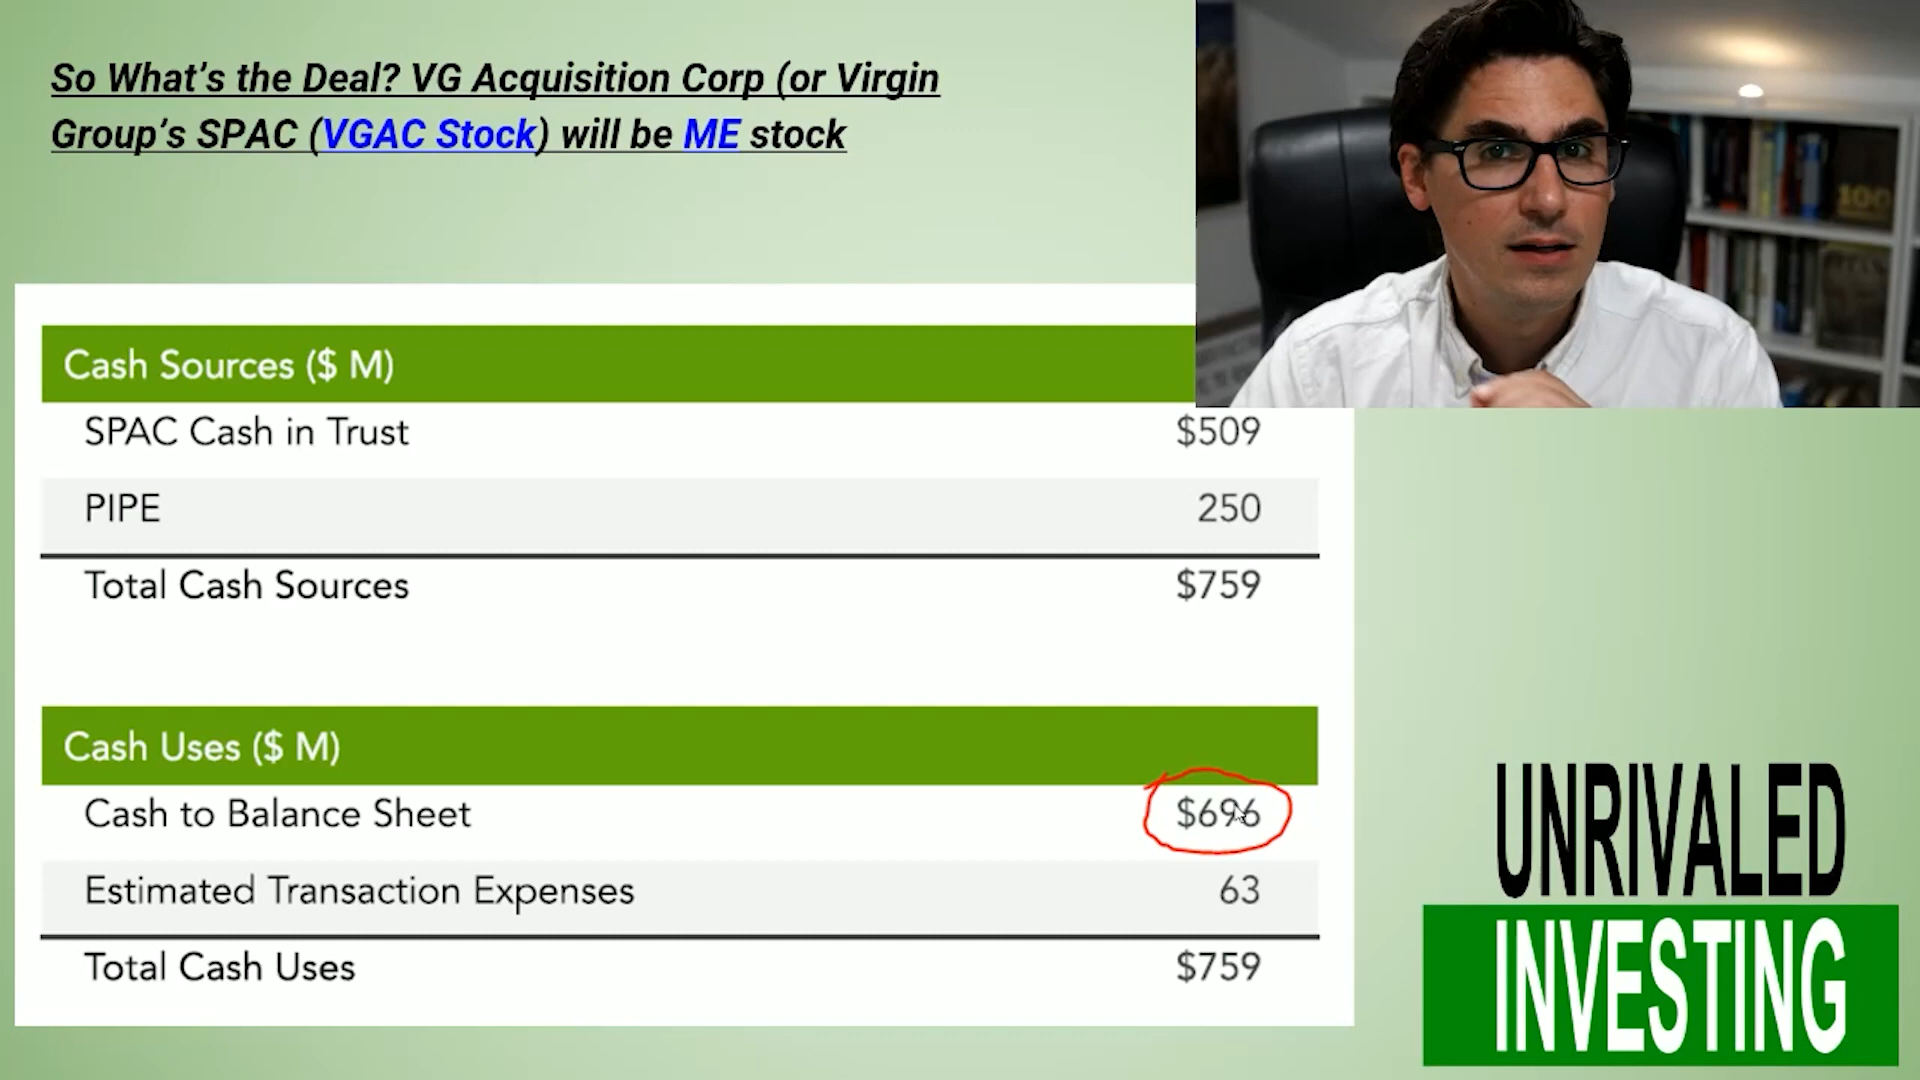 So What's the Deal? VG Acquisition Corp (or Virgin
Group's SPAC (VGAC Stock) will be ME stock
Cash Sources ($ M)
SPAC Cash in Trust $509
PIPE 250
Total Cash Sources $759
Cash Uses ($ M)
Cash to Balance Sheet $696
Estimated Transaction Expenses 63
Total Cash Uses $759
100
UNRIVALED
INVESTING